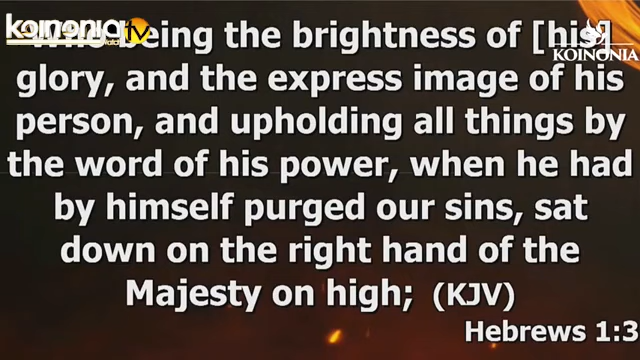 koinonia tv
KOINONIA
being the brightness of [his]
glory, and the express image of his
person, and upholding all things by
the word of his power, when he had
by himself purged our sins, sat
down on the right hand of the
Majesty on high; (KJV)
Hebrews 1:3